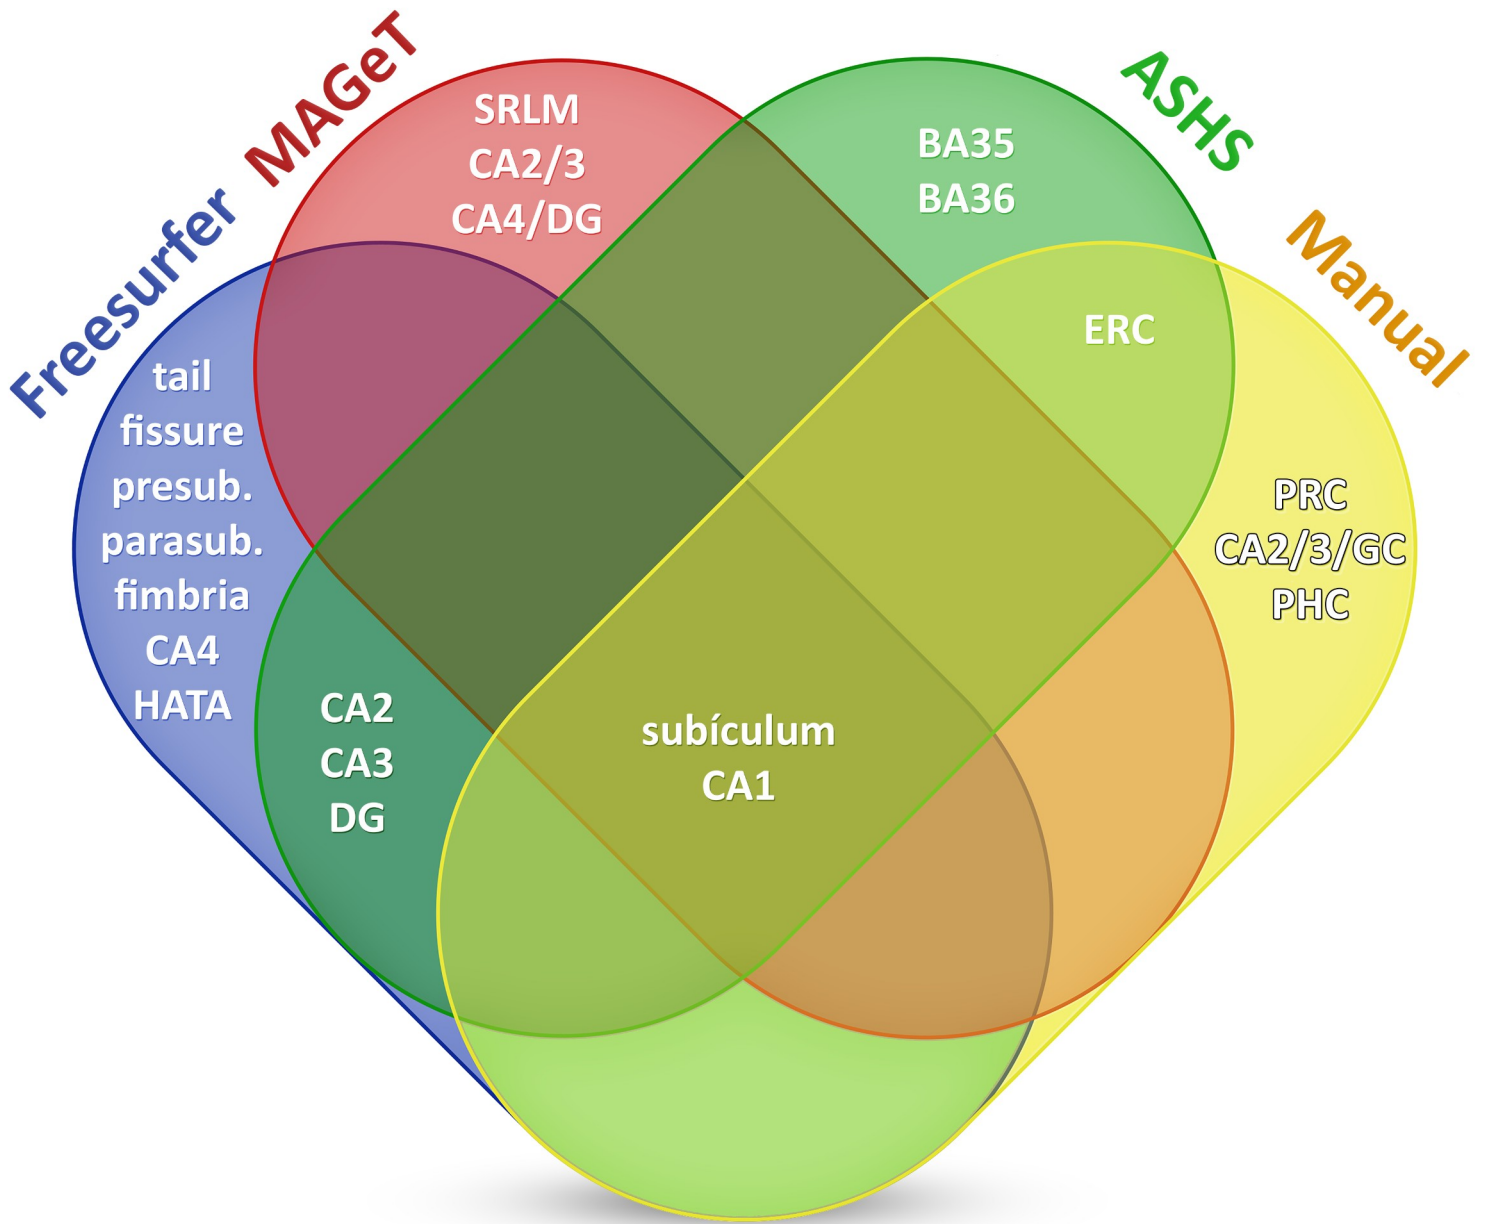 MAGeT
ASHS
Freesurfer
Manual
SRLM
CA2/3
CA4/DG
BA35
BA36
ERC
tail
fissure
presub.
parasub.
fimbria
CA4
HATA
PRC
CA2/3/GC
PHC
CA2
CA3
DG
subículum
CA1